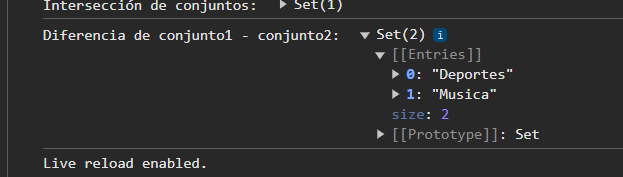 Intersección de conjuntos: ▶ Set(1)
Diferencia de conjunto1 - conjunto2: ▼ Set(2) i
▼ [[Entries]]
▶ 0: "Deportes"
▶ 1: "Musica"
size: 2
▶ [[Prototype]]: Set
Live reload enabled.